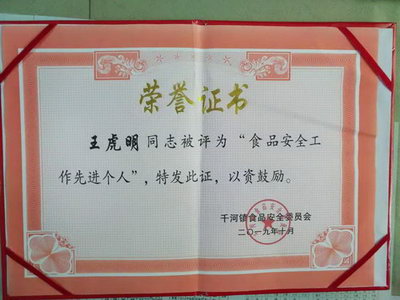 荣誉证书
王虎明同志被评为“食品安全工
作先进个人”，特发此证，以资鼓励。
千河镇食品安全委员会
二〇一九年十月